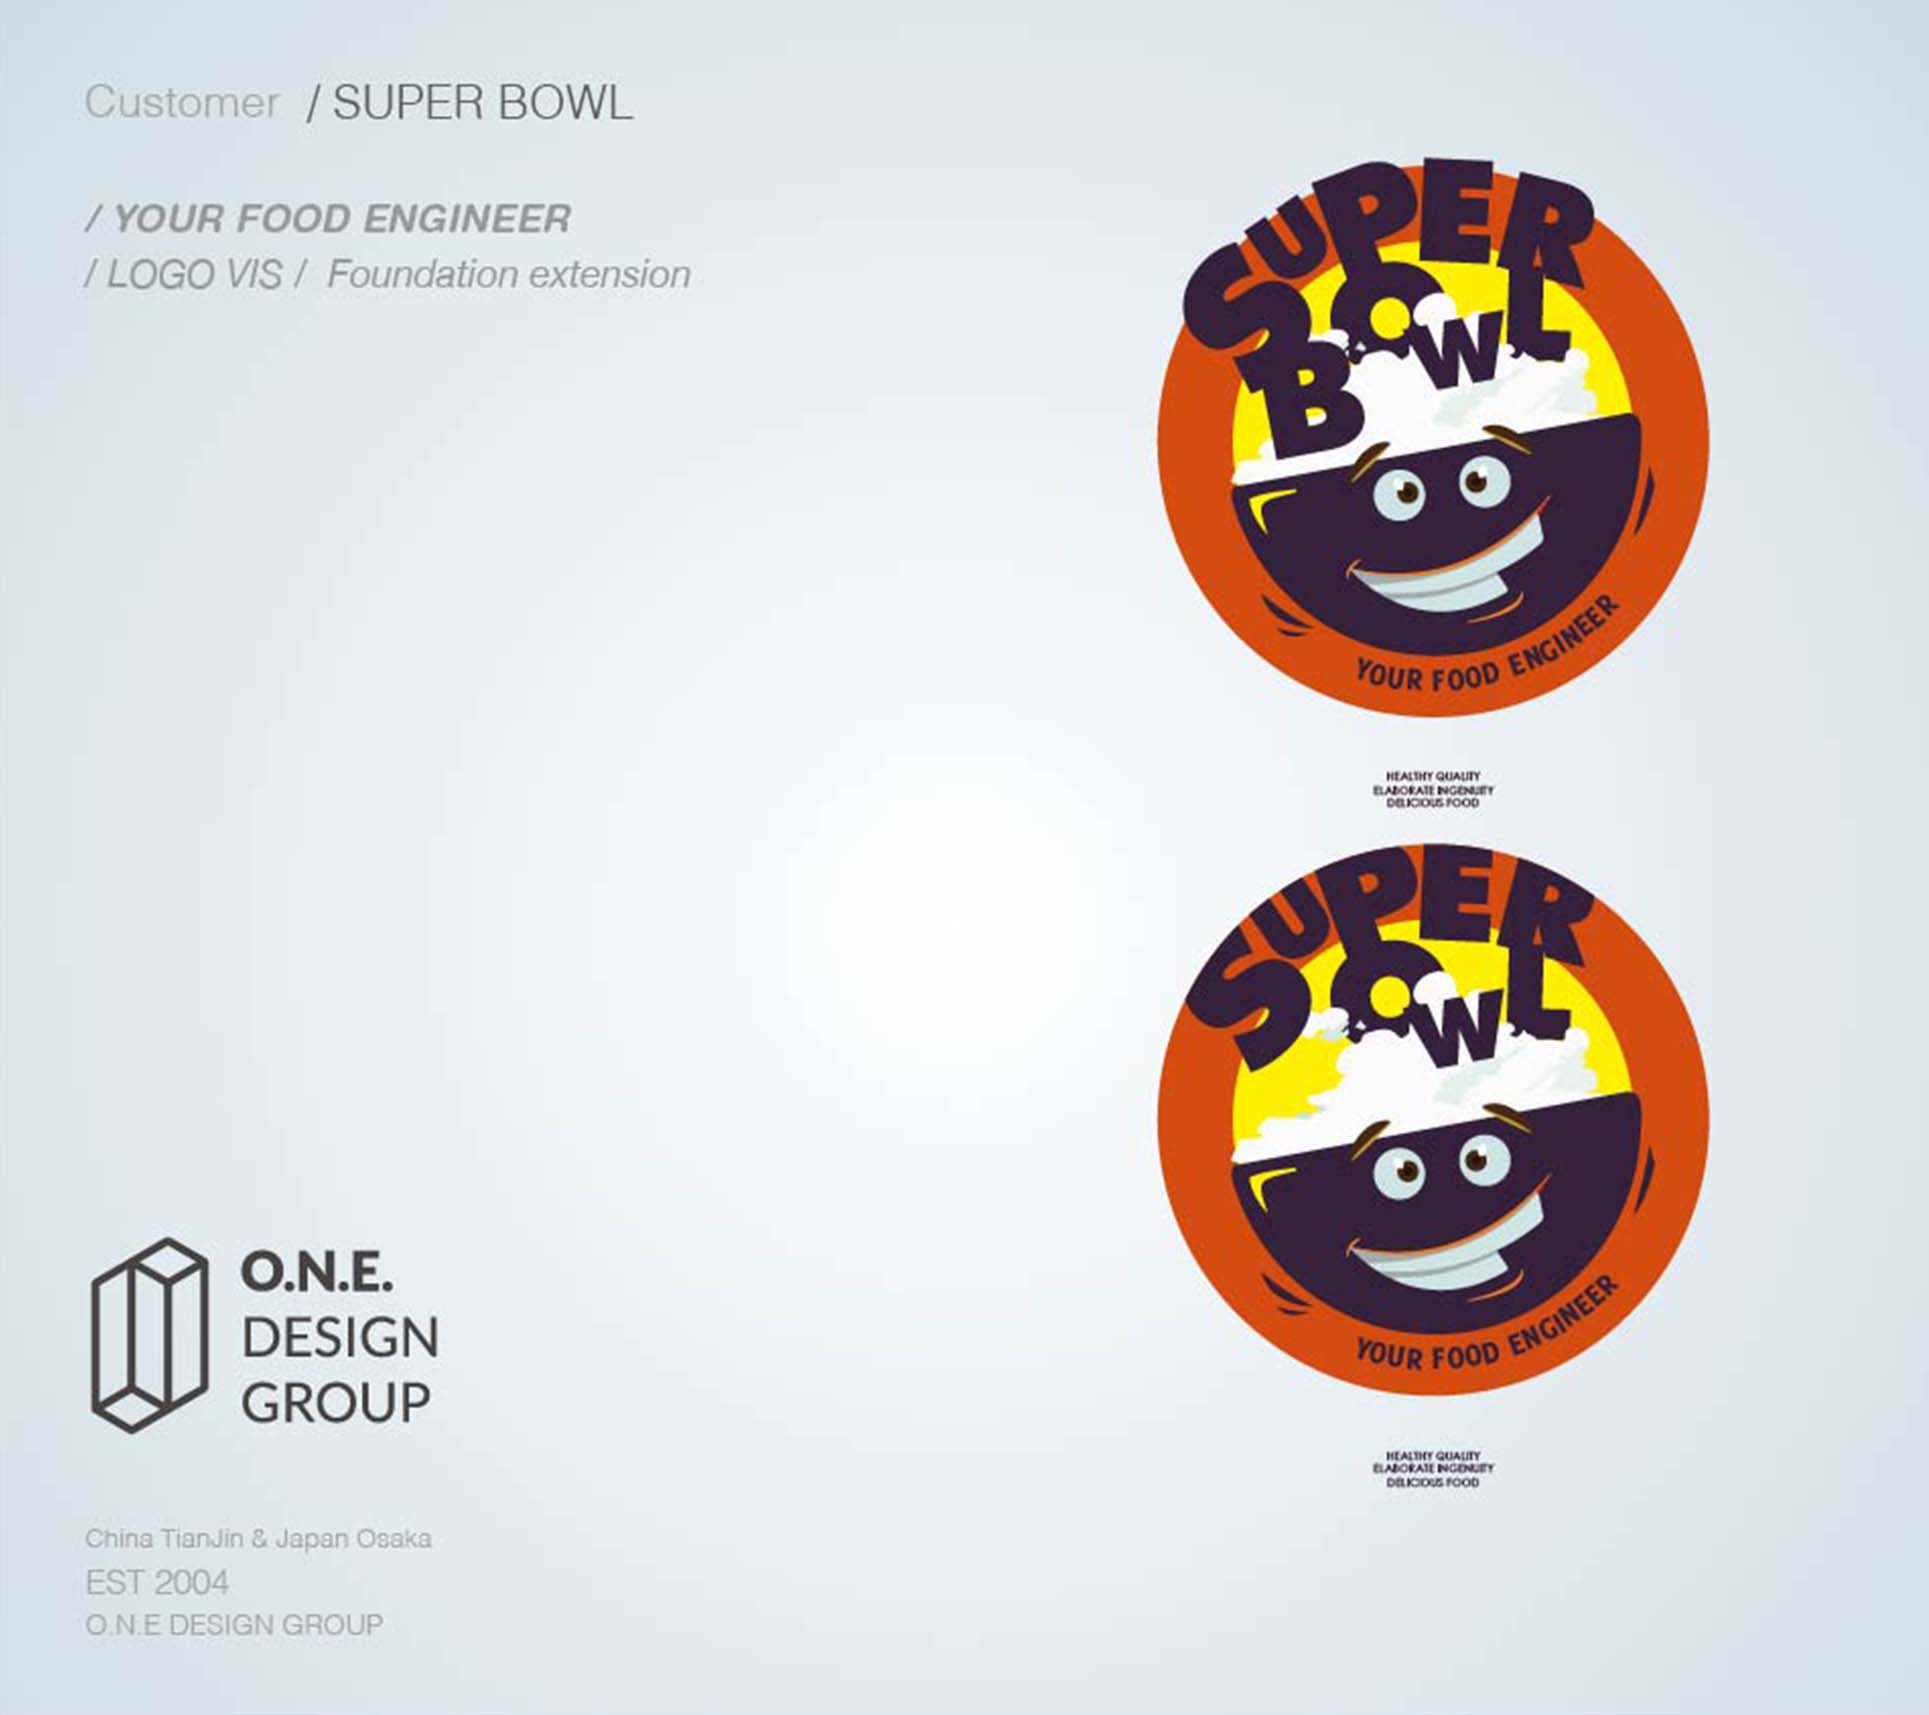 Customer / SUPER BOWL
/ YOUR FOOD ENGINEER
/ LOGO VIS / Foundation extension
SUPER
BOWL
YOUR FOOD ENGINEER
HEALTHY QUALITY
ELABORATE INGENUITY
DELICIOUS FOOD
SUPER
OWL
YOUR FOOD ENGINEER
HEALTHY QUALITY
ELABORATE INGENUITY
DELICIOUS FOOD
O.N.E.
DESIGN
GROUP
China TianJin & Japan Osaka
EST 2004
O.N.E DESIGN GROUP